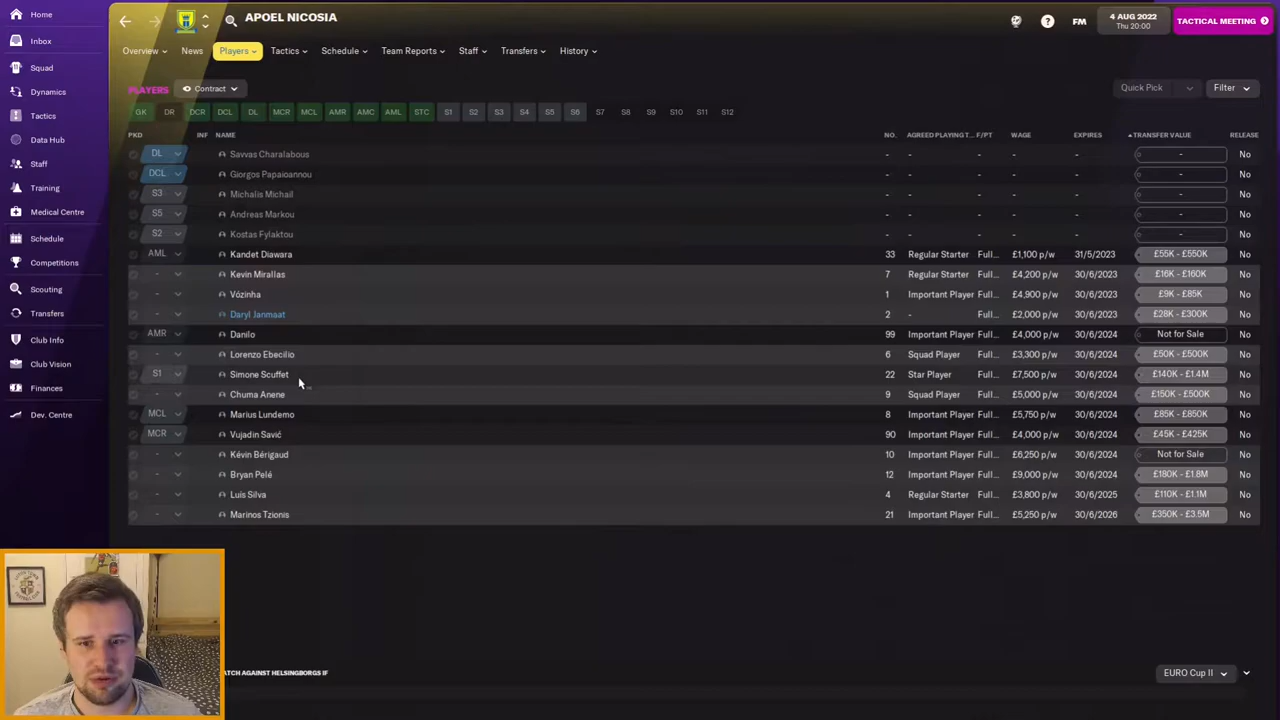 APOEL NICOSIA
4 AUG 2022
Thu 20:00
FM
TACTICAL MEETING
Home
Inbox
Squad
Dynamics
Tactics
Data Hub
Staff
Training
Medical Centre
Schedule
Competitions
Scouting
Transfers
Club Info
Club Vision
Finances
Dev. Centre
Overview News Players Tactics Schedule Team Reports Staff Transfers History
PLAYERS Contract Quick Pick Filter
GK DR DCR DCL DL MCR MCL AMR AMC AML STC S1 S2 S3 S4 S5 S6 S7 S8 S9 S10 S11 S12
PKD INF NAME NO. AGREED PLAYING T... F/PT WAGE EXPIRES TRANSFER VALUE RELEASE
DL Savvas Charalabous - - - - - No
DCL Giorgos Papaioannou - - - - - No
S3 Michalis Michail - - - - - No
S5 Andreas Markou - - - - - No
S2 Kostas Fylaktou - - - - - No
AML Kandet Diawara 33 Regular Starter Full... £1,100 p/w 31/5/2023 £55K - £550K No
- Kevin Mirallas 7 Regular Starter Full... £4,200 p/w 30/6/2023 £16K - £160K No
- Vózinha 1 Important Player Full... £4,900 p/w 30/6/2023 £9K - £85K No
- Daryl Janmaat 2 - Full... £2,000 p/w 30/6/2023 £28K - £300K No
AMR Danilo 99 Important Player Full... £4,000 p/w 30/6/2024 Not for Sale No
- Lorenzo Ebecilio 6 Squad Player Full... £3,300 p/w 30/6/2024 £50K - £500K No
S1 Simone Scuffet 22 Star Player Full... £7,500 p/w 30/6/2024 £140K - £1.4M No
- Chuma Anene 9 Squad Player Full... £5,000 p/w 30/6/2024 £150K - £500K No
MCL Marius Lundemo 8 Important Player Full... £5,750 p/w 30/6/2024 £85K - £850K No
MCR Vujadin Savić 90 Important Player Full... £4,000 p/w 30/6/2024 £45K - £425K No
- Kévin Bérigaud 10 Important Player Full... £6,250 p/w 30/6/2024 Not for Sale No
- Bryan Pelé 12 Important Player Full... £9,000 p/w 30/6/2024 £180K - £1.8M No
- Luís Silva 4 Regular Starter Full... £3,800 p/w 30/6/2025 £110K - £1.1M No
- Marinos Tzionis 21 Important Player Full... £5,250 p/w 30/6/2026 £350K - £3.5M No
ATCH AGAINST HELSINGBORGS IF
EURO Cup II